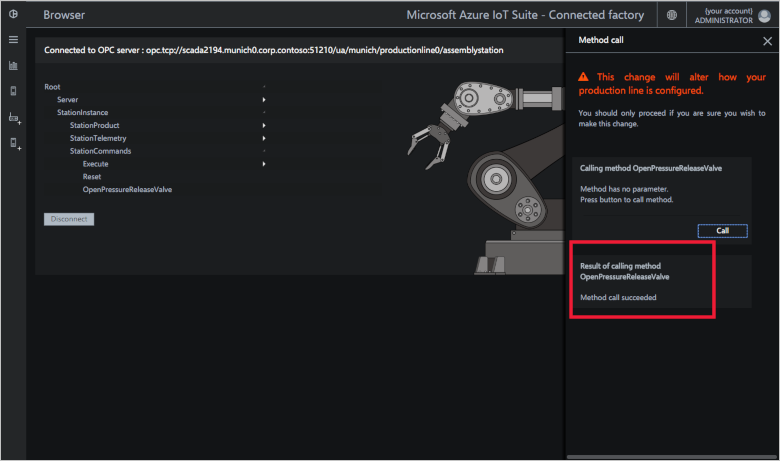 Browser
Microsoft Azure IoT Suite - Connected factory
(your account)
ADMINISTRATOR
Connected to OPC server : opc.tcp://scada2194.munich0.corp.contoso:51210/ua/munich/productionline0/assemblystation
Root
Server
StationInstance
StationProduct
StationTelemetry
StationCommands
Execute
Reset
OpenPressureReleaseValve
Disconnect
Method call
This change will alter how your
production line is configured.
You should only proceed if you are sure you wish to
make this change.
Calling method OpenPressureReleaseValve
Method has no parameter.
Press button to call method.
Call
Result of calling method
OpenPressureReleaseValve
Method call succeeded